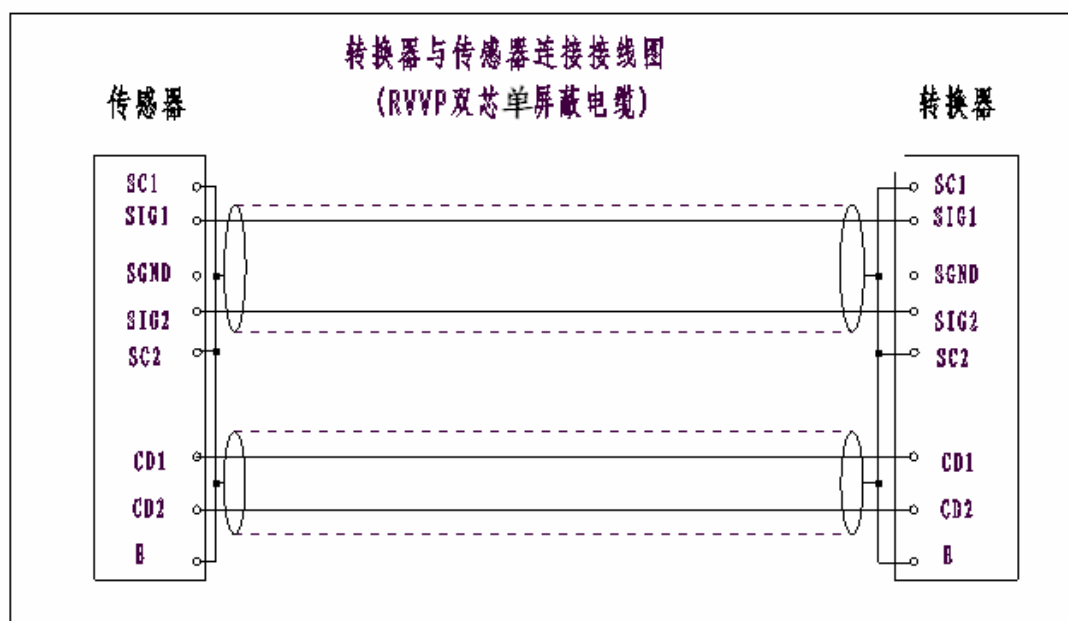 转换器与传感器连接接线图
(RVVP双芯单屏蔽电缆)
传感器
转换器
SC1
SC1
SIG1
SIG1
SGND
SGND
SIG2
SIG2
SC2
SC2
CD1
CD1
CD2
CD2
E
E